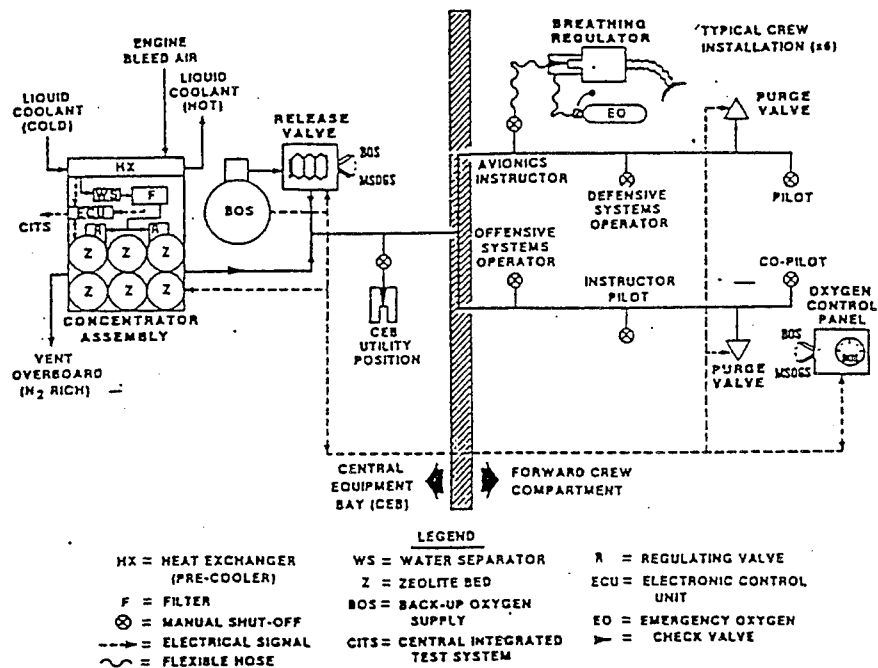 ENGINE
BLEED AIR
LIQUID
COOLANT
(COLD)
LIQUID
COOLANT
(HOT)
HX
WS
F
CITS
R
R
Z
Z
Z
Z
Z
Z
CONCENTRATOR
ASSEMBLY
VENT
OVERBOARD
(N2 RICH)
BOS
RELEASE
VALVE
BOS
MSOGS
CEB
UTILITY
POSITION
BREATHING
REGULATOR
EO
TYPICAL CREW
INSTALLATION (x6)
PURGE
VALVE
AVIONICS
INSTRUCTOR
DEFENSIVE
SYSTEMS
OPERATOR
PILOT
OFFENSIVE
SYSTEMS
OPERATOR
INSTRUCTOR
PILOT
CO-PILOT
PURGE
VALVE
OXYGEN
CONTROL
PANEL
BOS
MSOGS
BOS
CENTRAL
EQUIPMENT
BAY (CEB)
FORWARD CREW
COMPARTMENT
LEGEND
HX = HEAT EXCHANGER
(PRE-COOLER)
F = FILTER
⊗ = MANUAL SHUT-OFF
= ELECTRICAL SIGNAL
= FLEXIBLE HOSE
WS = WATER SEPARATOR
Z = ZEOLITE BED
BOS = BACK-UP OXYGEN
SUPPLY
CITS = CENTRAL INTEGRATED
TEST SYSTEM
R = REGULATING VALVE
ECU = ELECTRONIC CONTROL
UNIT
EO = EMERGENCY OXYGEN
= CHECK VALVE